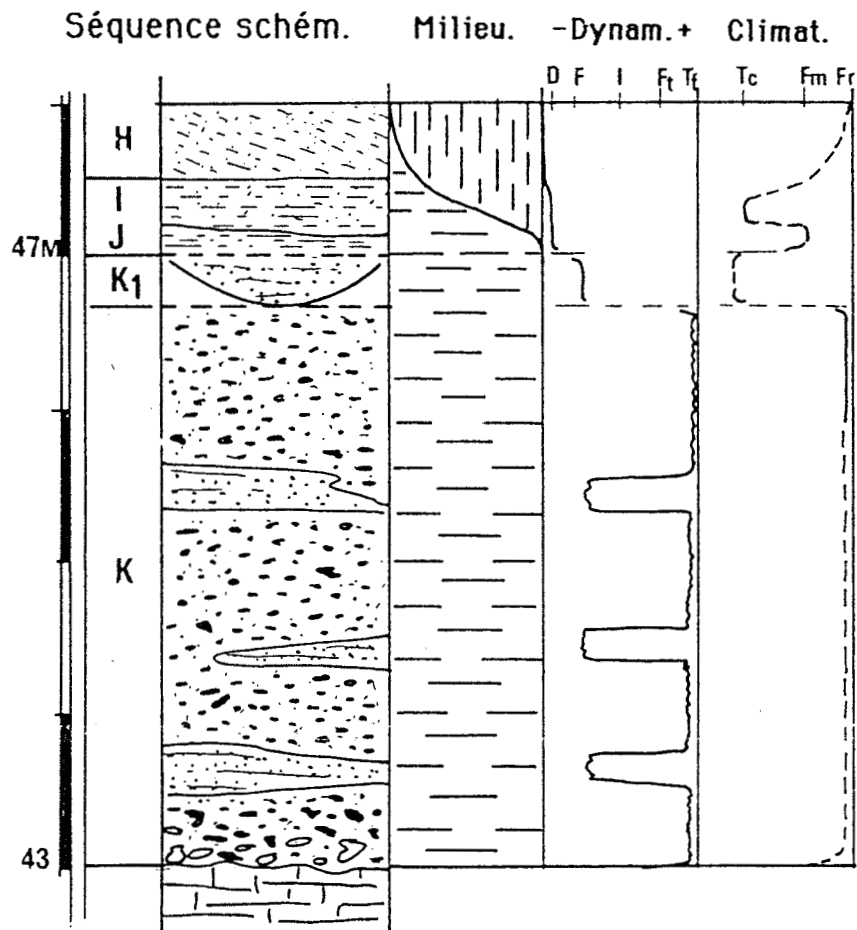 Séquence schém. Milieu. -Dynam.+ Climat.
D F I Ft Tf Tc Fm Fr
H
I
J
47M
K1
K
43